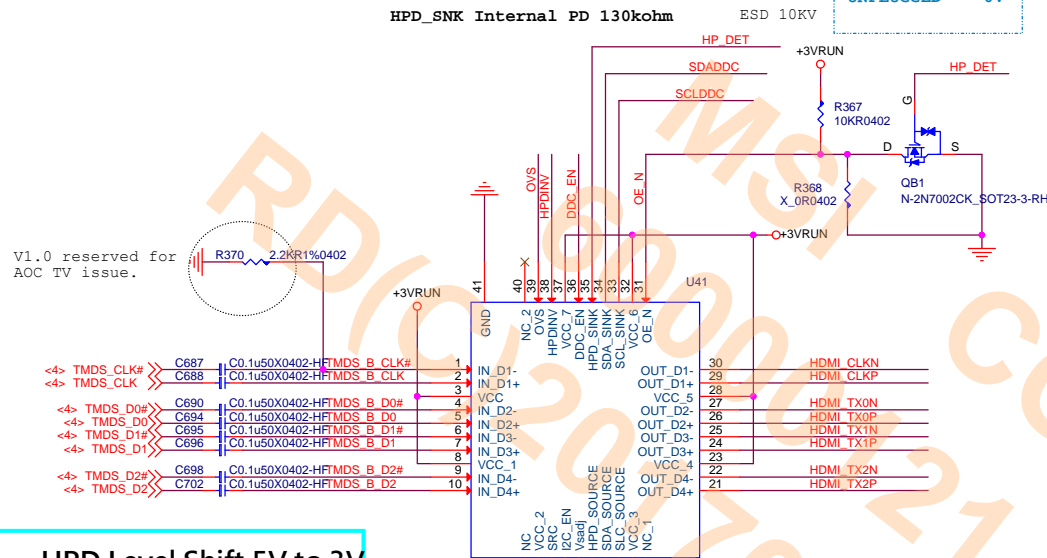 HPD_SNK Internal PD 130kohm
ESD 10KV
HP_DET
SDADDC
SCLDDC
+3VRUN
HP_DET
R367
10KR0402
G
D
S
QB1
N-2N7002CK_SOT23-3-RH
R368
X_0R0402
OVS
HPDINV
DDC_EN
OE_N
+3VRUN
V1.0 reserved for
AOC TV issue.
R370
2.2KR1%0402
+3VRUN
U41
41
40
39
38
37
36
35
34
33
32
31
GND
NC_2
OVS
HPDINV
VCC_7
DDC_EN
HPD_SINK
SDA_SINK
SCL_SINK
VCC_6
OE_N
<4> TMDS_CLK# C687 C0.1u50X0402-HF TMDS_B_CLK# 1 IN_D1-
<4> TMDS_CLK C688 C0.1u50X0402-HF TMDS_B_CLK 2 IN_D1+
3 VCC
<4> TMDS_D0# C690 C0.1u50X0402-HF TMDS_B_D0# 4 IN_D2-
<4> TMDS_D0 C694 C0.1u50X0402-HF TMDS_B_D0 5 IN_D2+
<4> TMDS_D1# C695 C0.1u50X0402-HF TMDS_B_D1# 6 IN_D3-
<4> TMDS_D1 C696 C0.1u50X0402-HF TMDS_B_D1 7 IN_D3+
8 VCC_1
<4> TMDS_D2# C698 C0.1u50X0402-HF TMDS_B_D2# 9 IN_D4-
<4> TMDS_D2 C702 C0.1u50X0402-HF TMDS_B_D2 10 IN_D4+
OUT_D1- 30 HDMI_CLKN
OUT_D1+ 29 HDMI_CLKP
VCC_5 28
OUT_D2- 27 HDMI_TX0N
OUT_D2+ 26 HDMI_TX0P
OUT_D3- 25 HDMI_TX1N
OUT_D3+ 24 HDMI_TX1P
VCC_4 23
OUT_D4- 22 HDMI_TX2N
OUT_D4+ 21 HDMI_TX2P
NC
VCC_2
SRC
I2C_EN
Vsadj
HPD_SOURCE
SDA_SOURCE
SLC_SOURCE
VCC_3
NC_1
HPD Level Shift 5V to 3V
MSI
RD(C)